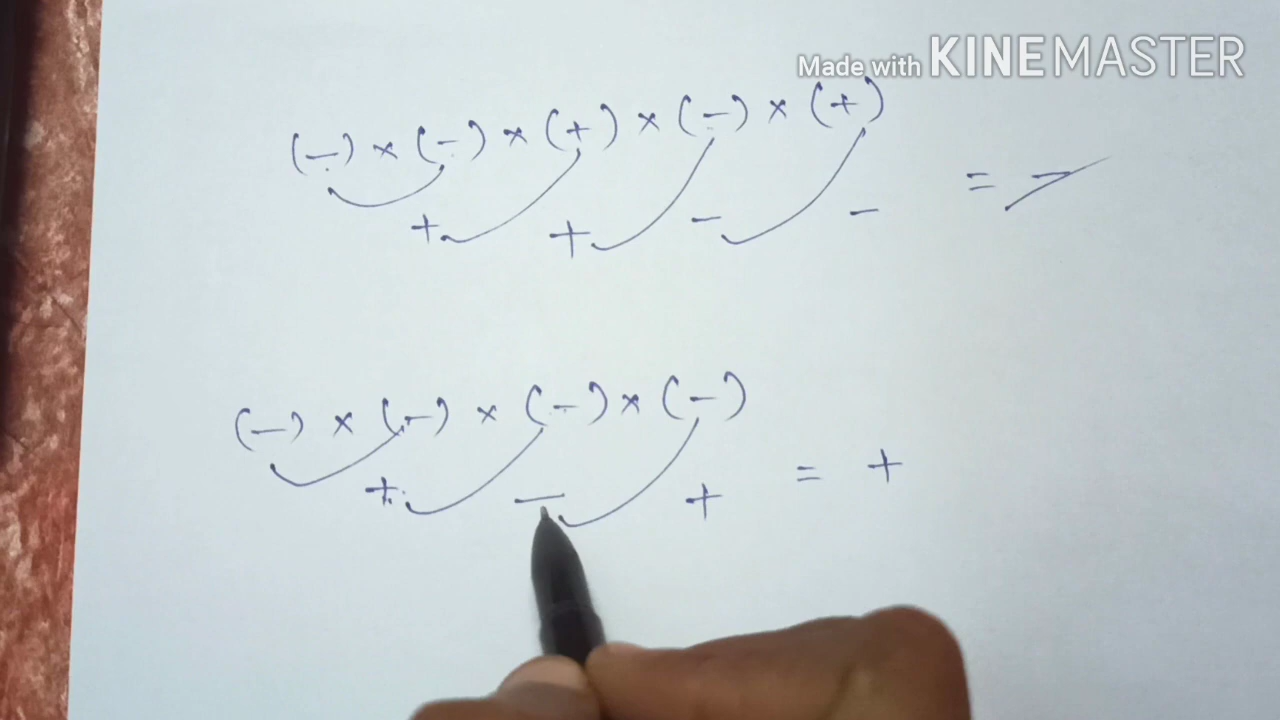 Made with KINEMASTER
(-) × (-) × (+) × (-) × (+)
= -
+ + - -
(-) × (-) × (-) × (-)
= +
+ - +